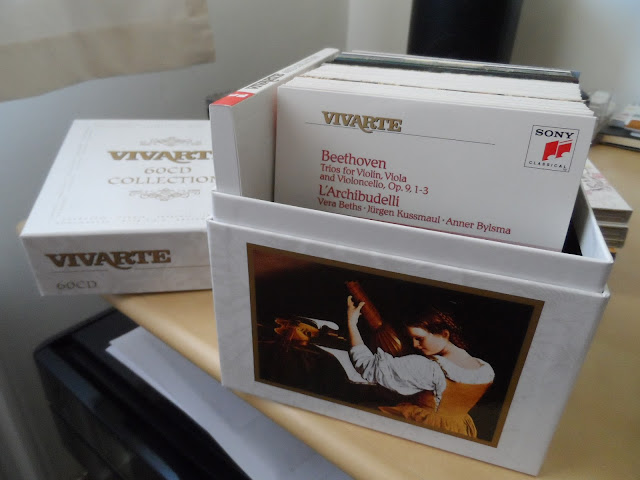 VIVARTE
60CD
COLLECTION
VIVARTE
60CD
VIVARTE
VIVARTE
SONY
CLASSICAL
Beethoven
Trios for Violin, Viola
and Violoncello, Op. 9, 1-3
L'Archibudelli
Vera Beths · Jürgen Kussmaul · Anner Bylsma